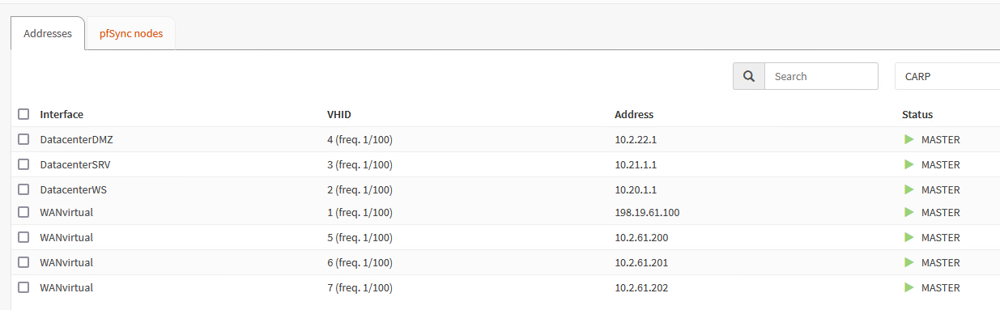 Addresses pfSync nodes
Search CARP
Interface VHID Address Status
DatacenterDMZ 4 (freq. 1/100) 10.2.22.1 MASTER
DatacenterSRV 3 (freq. 1/100) 10.21.1.1 MASTER
DatacenterWS 2 (freq. 1/100) 10.20.1.1 MASTER
WANvirtual 1 (freq. 1/100) 198.19.61.100 MASTER
WANvirtual 5 (freq. 1/100) 10.2.61.200 MASTER
WANvirtual 6 (freq. 1/100) 10.2.61.201 MASTER
WANvirtual 7 (freq. 1/100) 10.2.61.202 MASTER